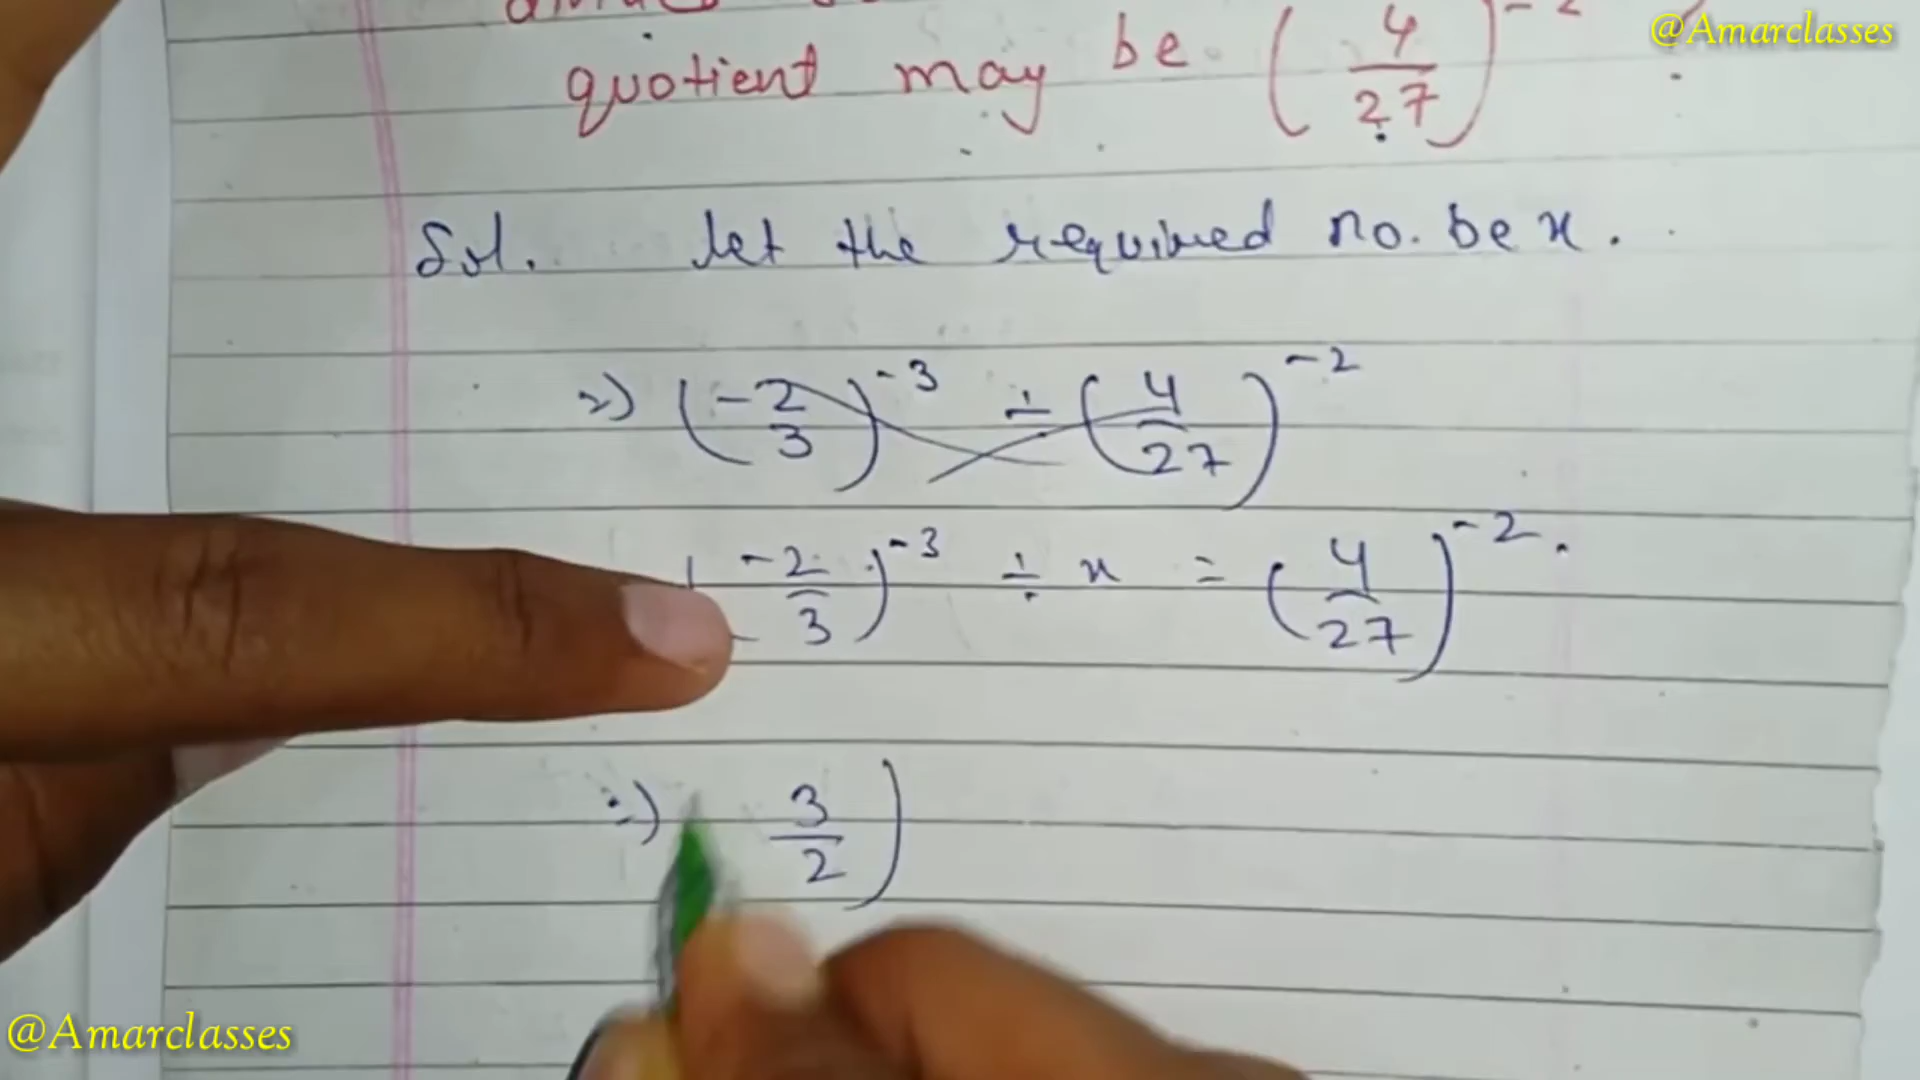 @Amarclasses
quotient may be (4/27)^-2
Sol. let the required no. be x.
=> (-2/3)^-3 ÷ (4/27)^-2
(-2/3)^-3 ÷ x = (4/27)^-2.
=> 3/2)
@Amarclasses